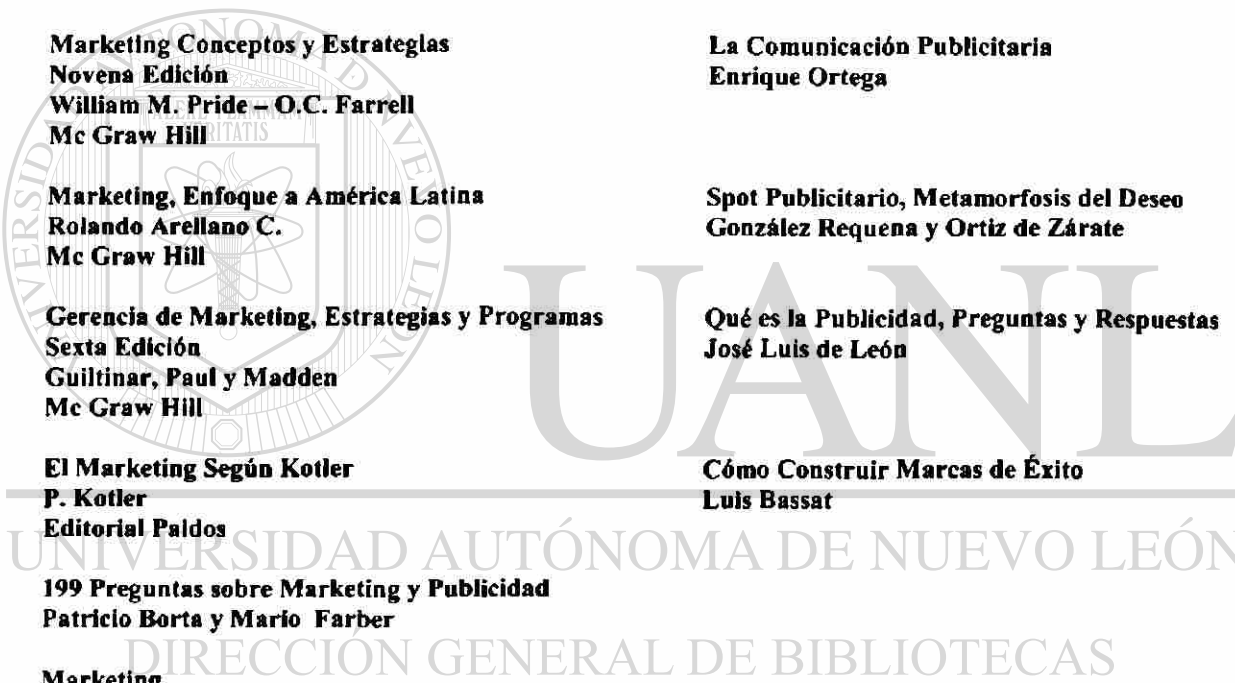 Marketing Conceptos y Estrategias
Novena Edición
William M. Pride – O.C. Farrell
Mc Graw Hill
Marketing, Enfoque a América Latina
Rolando Arellano C.
Mc Graw Hill
Gerencia de Marketing, Estrategias y Programas
Sexta Edición
Guiltinar, Paul y Madden
Mc Graw Hill
El Marketing Según Kotler
P. Kotler
Editorial Paidos
199 Preguntas sobre Marketing y Publicidad
Patricio Borta y Mario Farber
Marketing
La Comunicación Publicitaria
Enrique Ortega
Spot Publicitario, Metamorfosis del Deseo
González Requena y Ortiz de Zárate
Qué es la Publicidad, Preguntas y Respuestas
José Luis de León
Cómo Construir Marcas de Éxito
Luis Bassat
UANL
UNIVERSIDAD AUTÓNOMA DE NUEVO LEÓN
DIRECCIÓN GENERAL DE BIBLIOTECAS